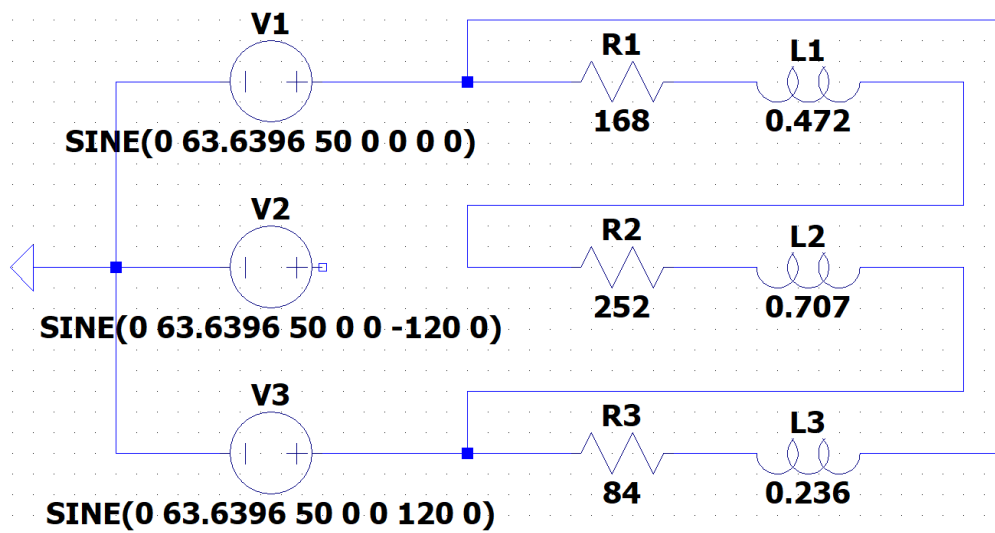 V1
SINE(0 63.6396 50 0 0 0 0)
R1
168
L1
0.472
V2
SINE(0 63.6396 50 0 0 -120 0)
R2
252
L2
0.707
V3
SINE(0 63.6396 50 0 0 120 0)
R3
84
L3
0.236